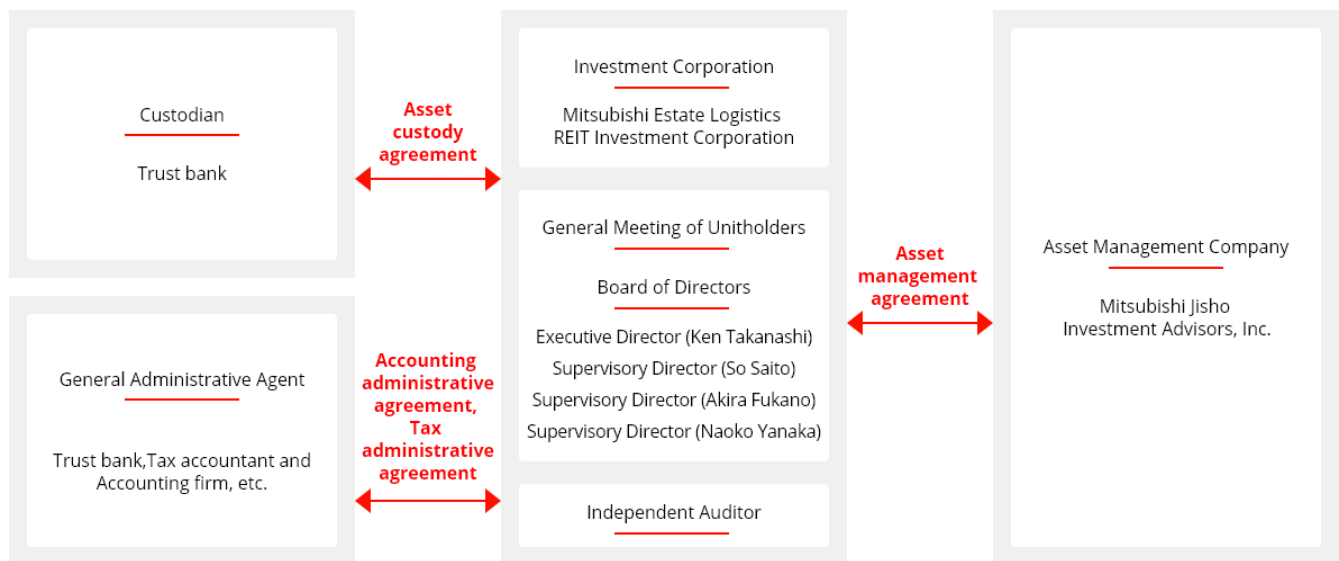 Custodian
Trust bank
General Administrative Agent
Trust bank,Tax accountant and
Accounting firm, etc.
Asset
custody
agreement
Accounting
administrative
agreement,
Tax
administrative
agreement
Investment Corporation
Mitsubishi Estate Logistics
REIT Investment Corporation
General Meeting of Unitholders
Board of Directors
Executive Director (Ken Takanashi)
Supervisory Director (So Saito)
Supervisory Director (Akira Fukano)
Supervisory Director (Naoko Yanaka)
Independent Auditor
Asset
management
agreement
Asset Management Company
Mitsubishi Jisho
Investment Advisors, Inc.